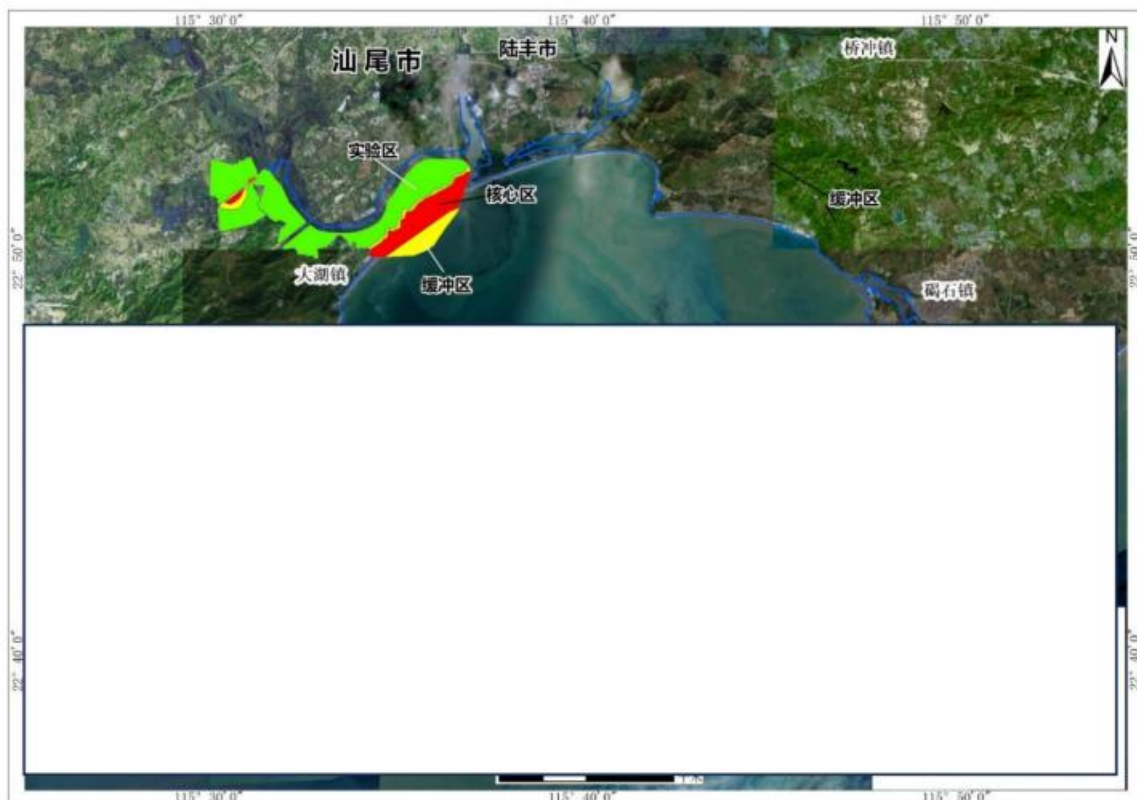 115° 30′ 0″
115° 40′ 0″
115° 50′ 0″
N
汕尾市
陆丰市
桥冲镇
实验区
核心区
缓冲区
22° 50′ 0″
22° 50′ 0″
大湖镇
缓冲区
碣石镇
22° 40′ 0″
22° 40′ 0″
115° 30′ 0″
115° 40′ 0″
115° 50′ 0″